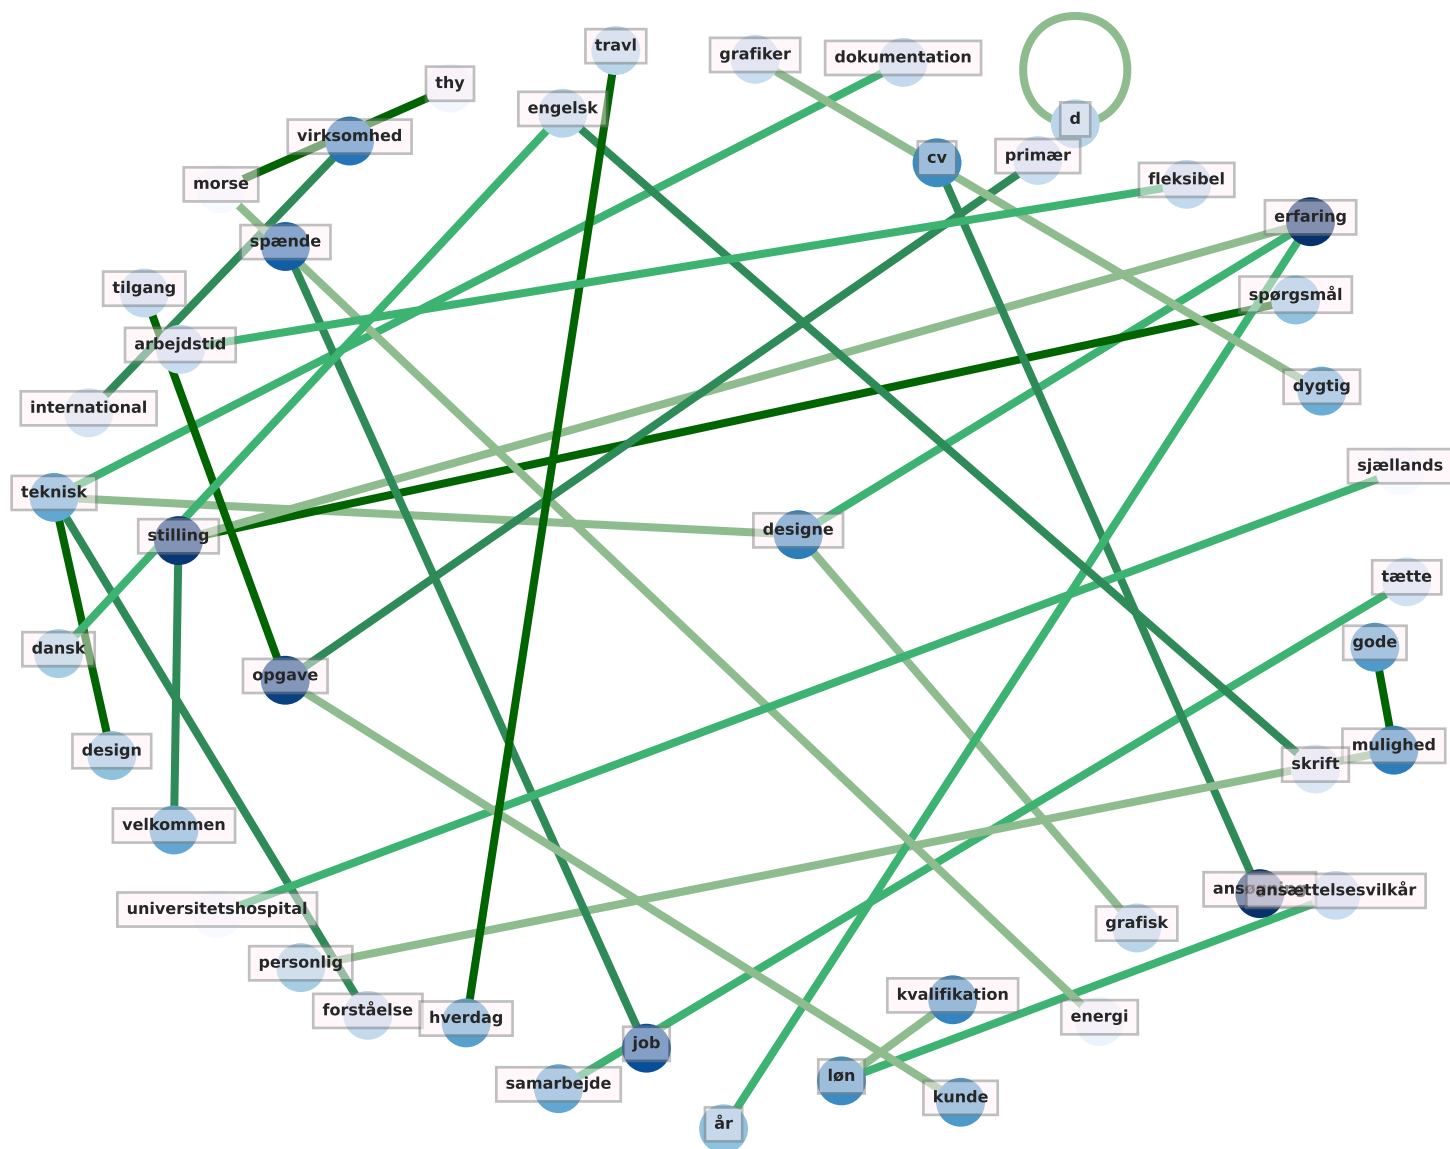 travl
grafiker
dokumentation
thy
engelsk
d
virksomhed
cv
primær
morse
fleksibel
erfaring
spænde
tilgang
spørgsmål
arbejdstid
international
dygtig
sjællands
teknisk
stilling
designe
tætte
dansk
gode
opgave
design
mulighed
skrift
velkommen
ansættelsesvilkår
universitetshospital
grafisk
personlig
kvalifikation
forståelse
hverdag
energi
job
samarbejde
løn
kunde
år